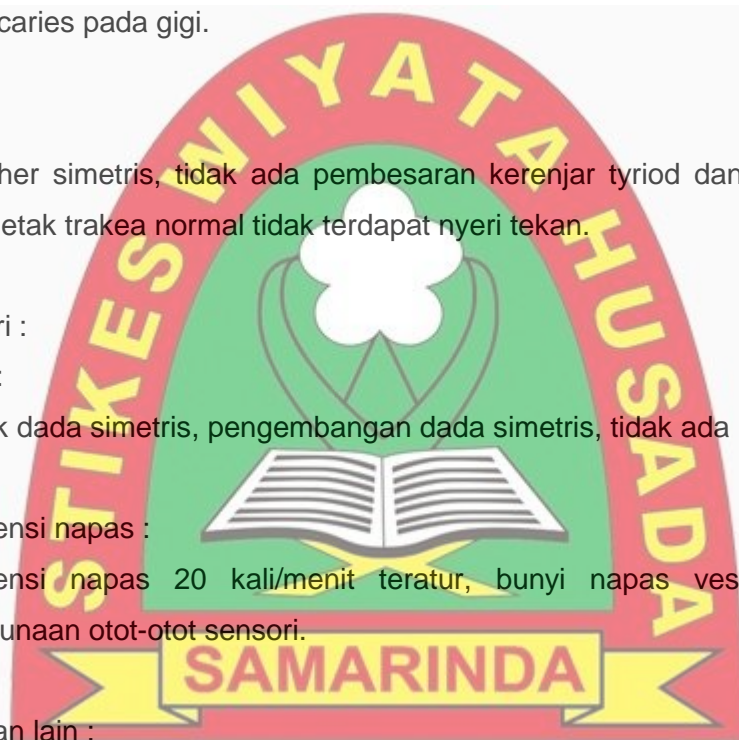 caries pada gigi.
her simetris, tidak ada pembesaran kerenjar tyriod dan
etak trakea normal tidak terdapat nyeri tekan.
ri :
:
k dada simetris, pengembangan dada simetris, tidak ada
ensi napas :
ensi napas 20 kali/menit teratur, bunyi napas ves
unaan otot-otot sensori.
an lain :
STIKES WIYATA HUSADA
SAMARINDA